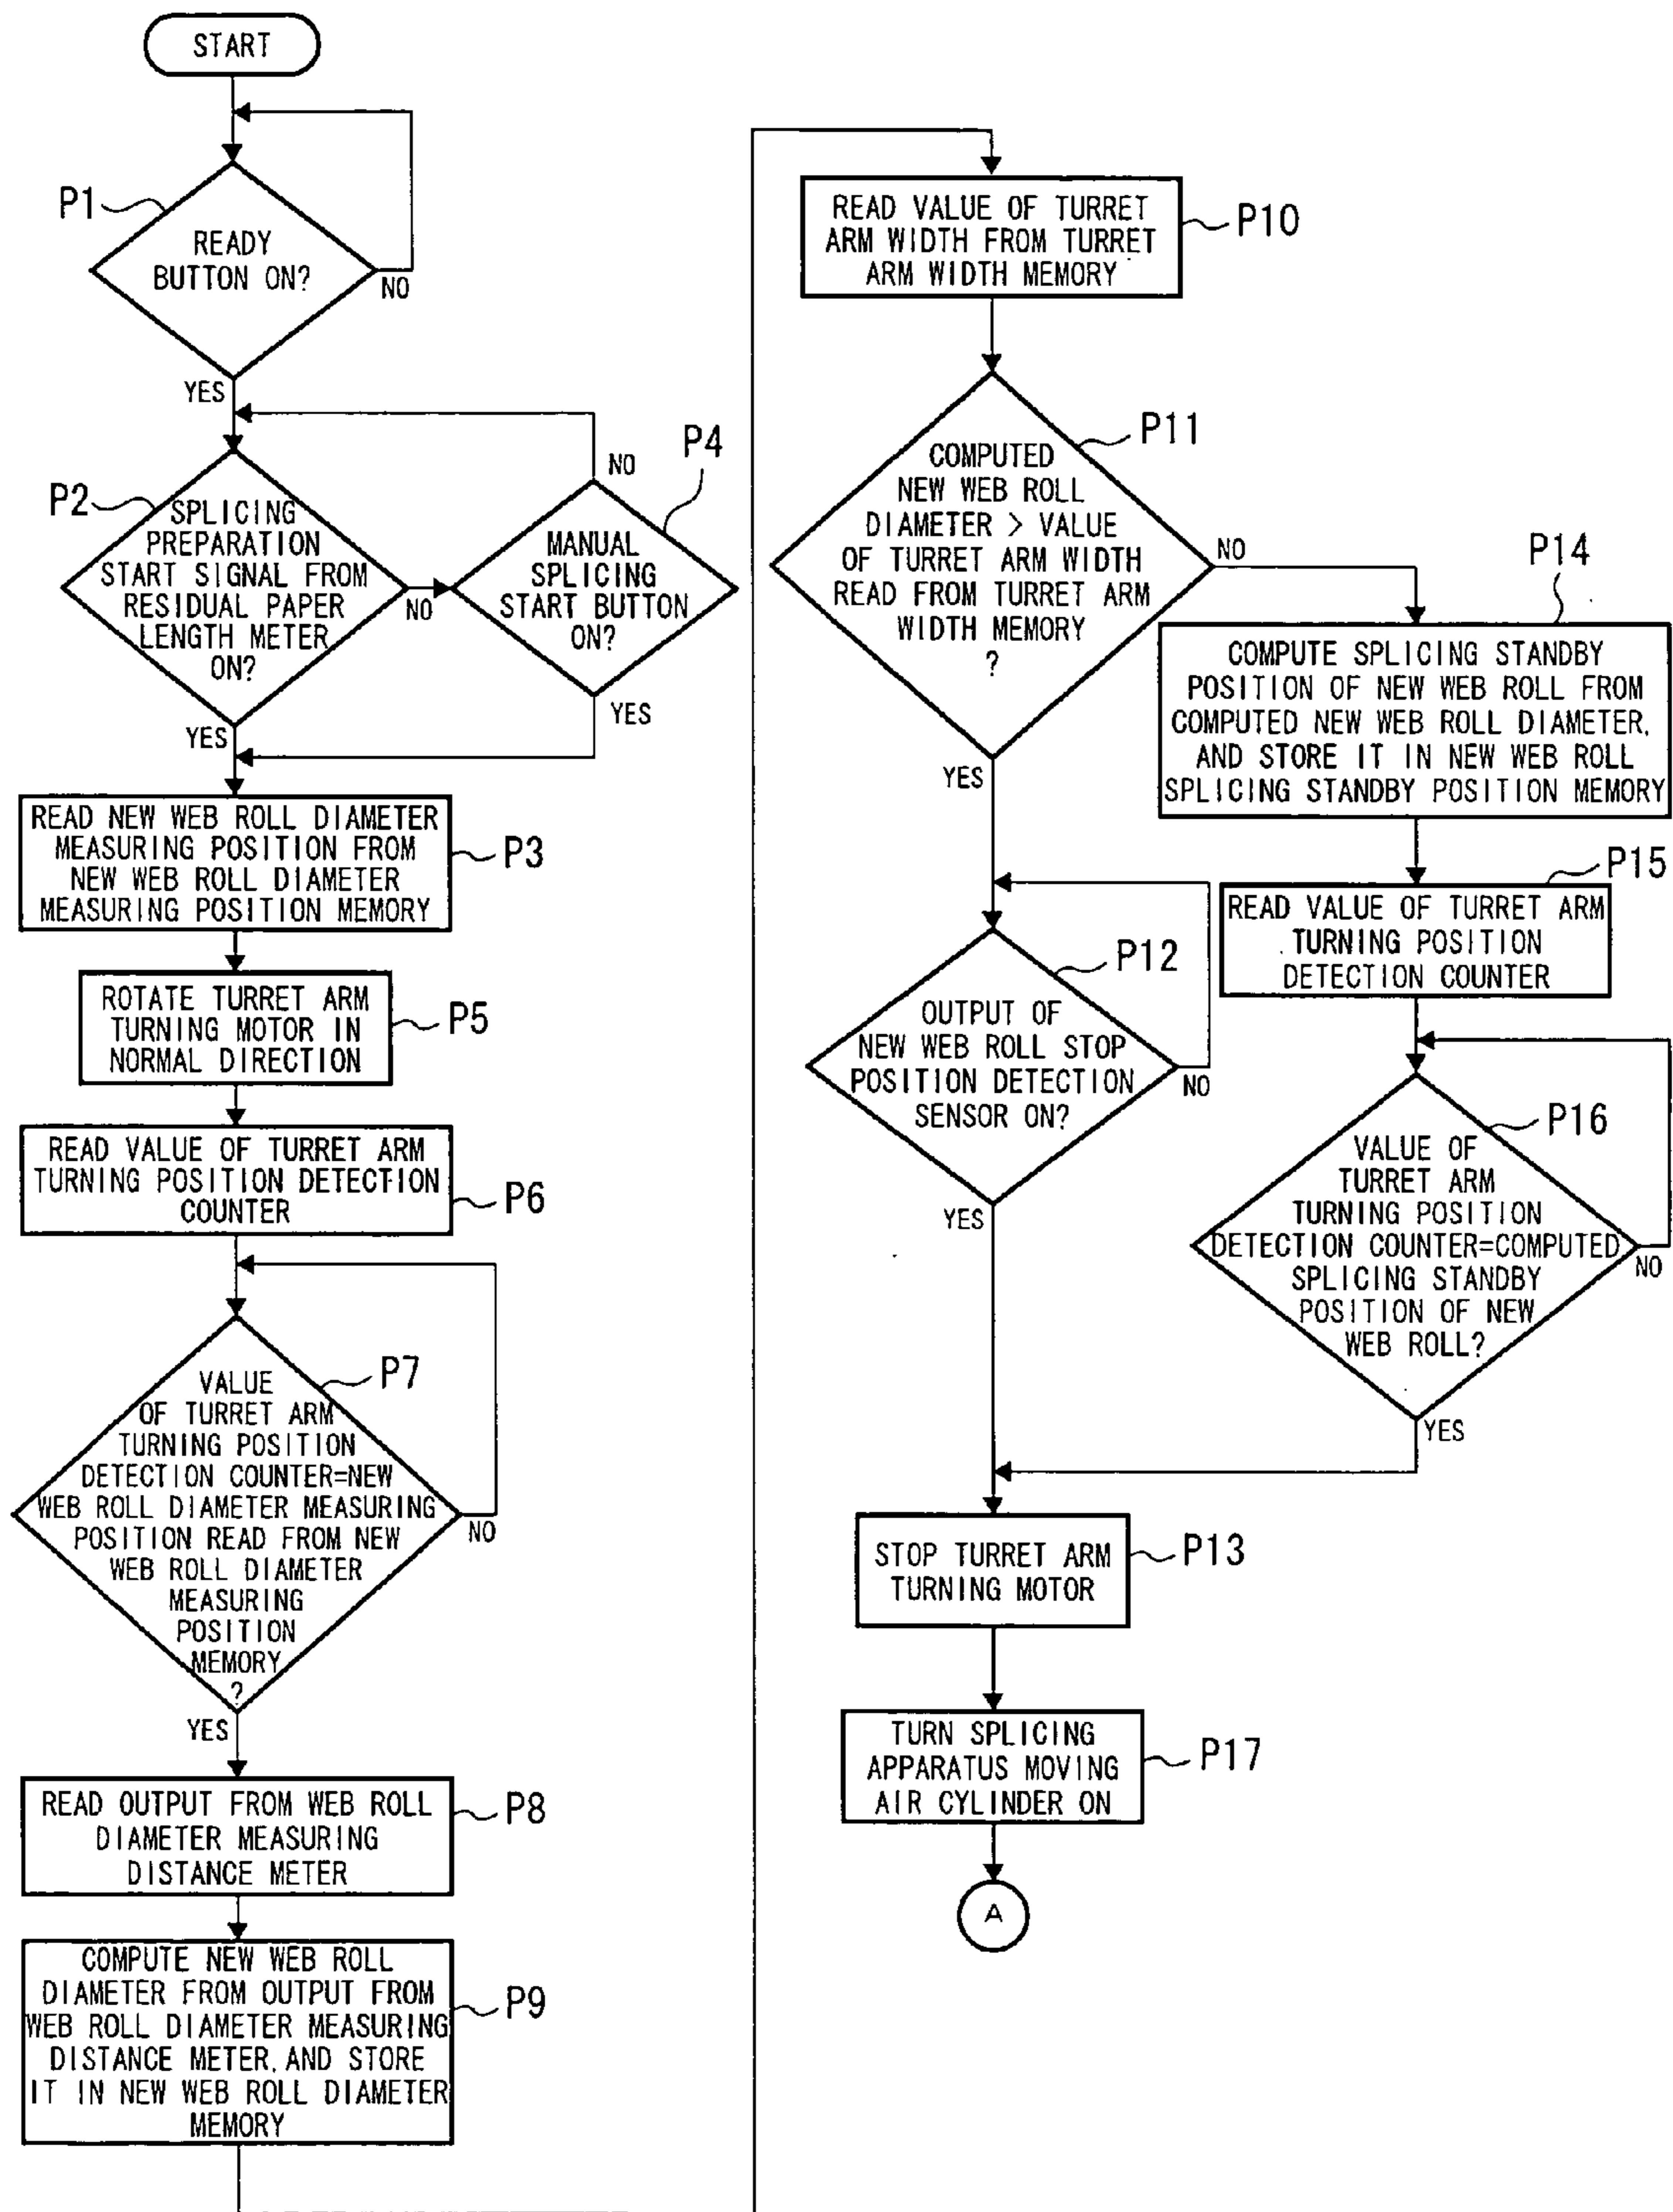 START
P1
READY
BUTTON ON?
NO
YES
P2
SPLICING
PREPARATION
START SIGNAL FROM
RESIDUAL PAPER
LENGTH METER
ON?
NO
YES
P4
NO
MANUAL
SPLICING
START BUTTON
ON?
YES
READ NEW WEB ROLL DIAMETER
MEASURING POSITION FROM
NEW WEB ROLL DIAMETER
MEASURING POSITION MEMORY
P3
ROTATE TURRET ARM
TURNING MOTOR IN
NORMAL DIRECTION
P5
READ VALUE OF TURRET ARM
TURNING POSITION DETECTION
COUNTER
P6
P7
VALUE
OF TURRET ARM
TURNING POSITION
DETECTION COUNTER=NEW
WEB ROLL DIAMETER MEASURING
POSITION READ FROM NEW
WEB ROLL DIAMETER
MEASURING
POSITION
MEMORY
?
NO
YES
READ OUTPUT FROM WEB ROLL
DIAMETER MEASURING
DISTANCE METER
P8
COMPUTE NEW WEB ROLL
DIAMETER FROM OUTPUT FROM
WEB ROLL DIAMETER MEASURING
DISTANCE METER, AND STORE
IT IN NEW WEB ROLL DIAMETER
MEMORY
P9
READ VALUE OF TURRET
ARM WIDTH FROM TURRET
ARM WIDTH MEMORY
P10
P11
COMPUTED
NEW WEB ROLL
DIAMETER > VALUE
OF TURRET ARM WIDTH
READ FROM TURRET ARM
WIDTH MEMORY
?
NO
YES
P14
COMPUTE SPLICING STANDBY
POSITION OF NEW WEB ROLL FROM
COMPUTED NEW WEB ROLL DIAMETER,
AND STORE IT IN NEW WEB ROLL
SPLICING STANDBY POSITION MEMORY
P15
READ VALUE OF TURRET ARM
TURNING POSITION
DETECTION COUNTER
P12
OUTPUT OF
NEW WEB ROLL STOP
POSITION DETECTION
SENSOR ON?
NO
YES
P16
VALUE OF
TURRET ARM
TURNING POSITION
DETECTION COUNTER=COMPUTED
SPLICING STANDBY
POSITION OF NEW
WEB ROLL?
NO
YES
STOP TURRET ARM
TURNING MOTOR
P13
TURN SPLICING
APPARATUS MOVING
AIR CYLINDER ON
P17
A